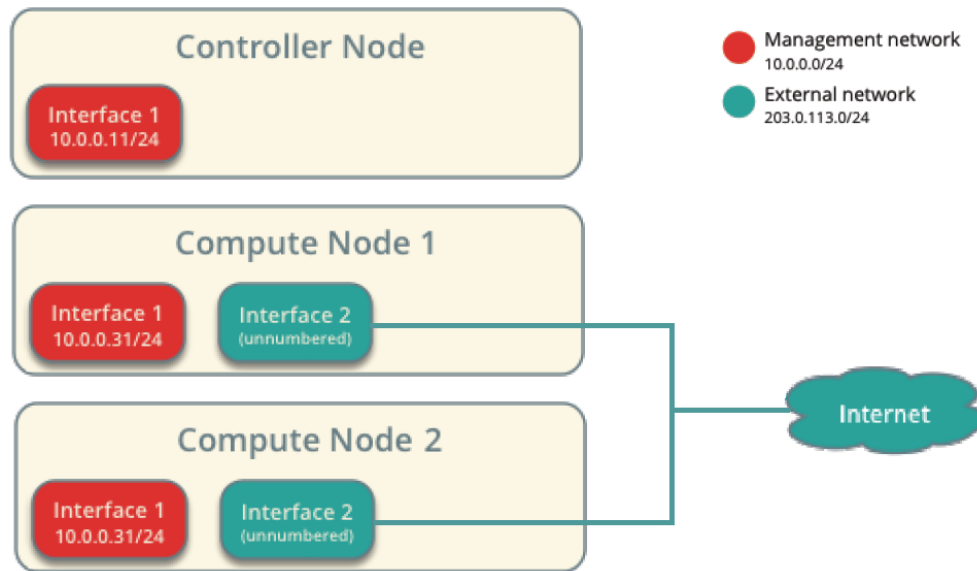 Controller Node
Interface 1
10.0.0.11/24
Management network
10.0.0.0/24
External network
203.0.113.0/24
Compute Node 1
Interface 1
10.0.0.31/24
Interface 2
(unnumbered)
Internet
Compute Node 2
Interface 1
10.0.0.31/24
Interface 2
(unnumbered)